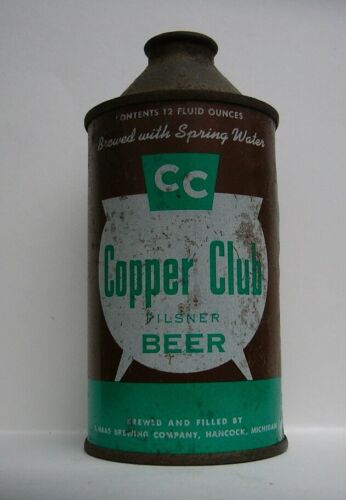 CONTENTS 12 FLUID OUNCES
Brewed with Spring Water
CC
Copper Club
PILSNER
BEER
BREWED AND FILLED BY
HAAS BREWING COMPANY, HANCOCK, MICHIGAN